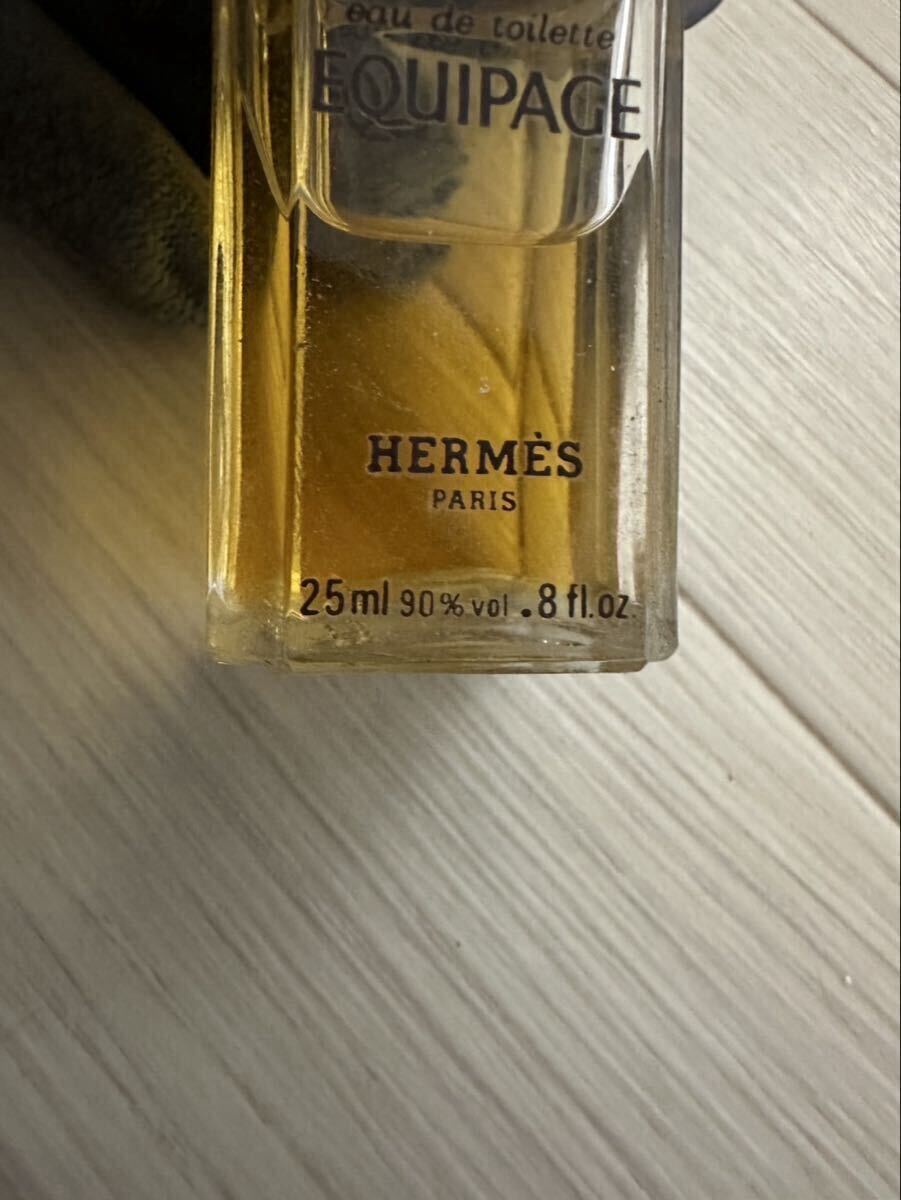 eau de toilette
EQUIPAGE
HERMÈS
PARIS
25ml 90% vol .8 fl.oz.